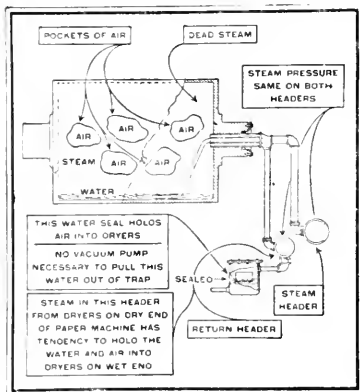 POCKETS OF AIR
DEAD STEAM
STEAM PRESSURE
SAME ON BOTH
HEADERS
AIR
AIR
AIR
STEAM
AIR
AIR
WATER
THIS WATER SEAL HOLDS
AIR INTO DRYERS
NO VACUUM PUMP
NECESSARY TO PULL THIS
WATER OUT OF TRAP
SEALED
STEAM IN THIS HEADER
FROM DRYERS ON DRY END
OF PAPER MACHINE HAS
TENDENCY TO HOLD THE
WATER AND AIR INTO
DRYERS ON WET END
STEAM
HEADER
RETURN HEADER